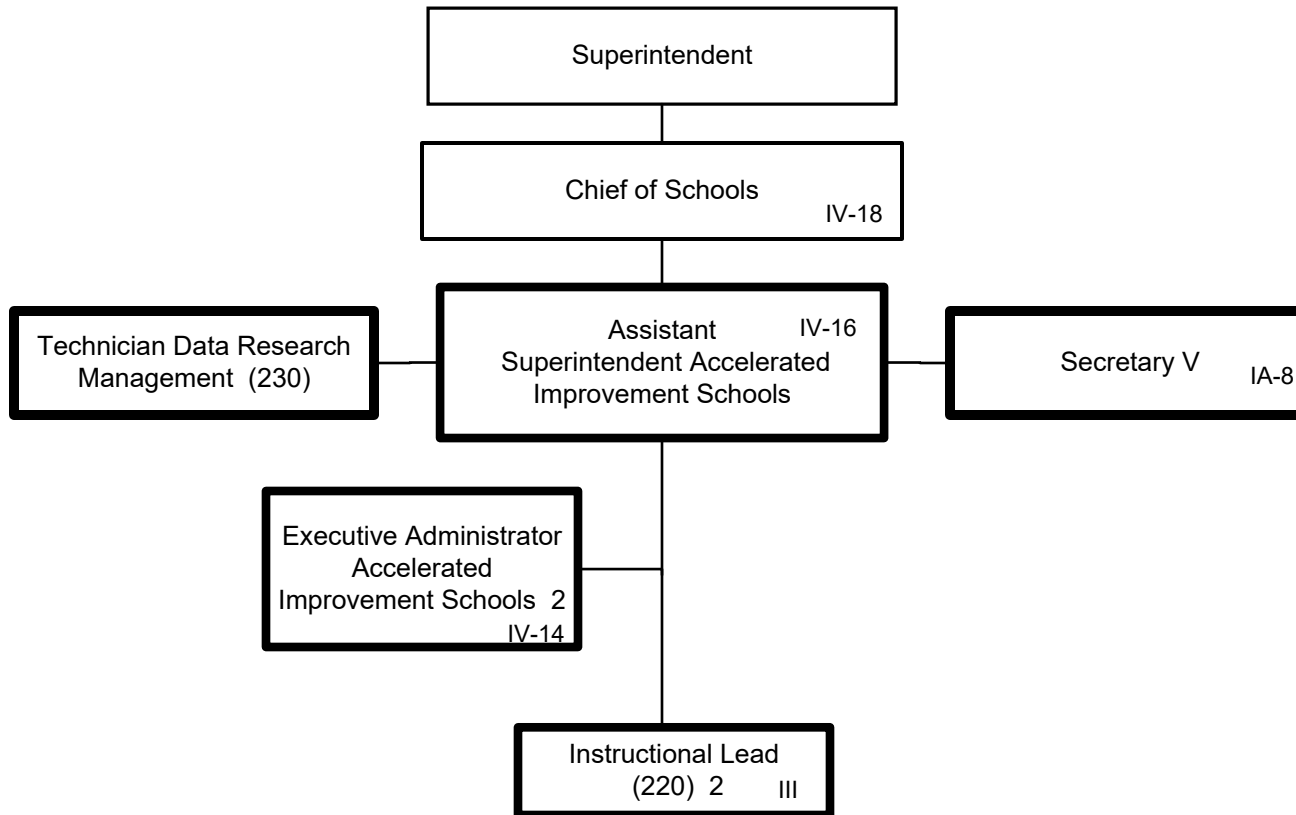 Superintendent
Chief of Schools
IV-18
Technician Data Research
Management (230)
Assistant
IV-16
Superintendent Accelerated
Improvement Schools
Secretary V
IA-8
Executive Administrator
Accelerated
Improvement Schools 2
IV-14
Instructional Lead
(220) 2
III